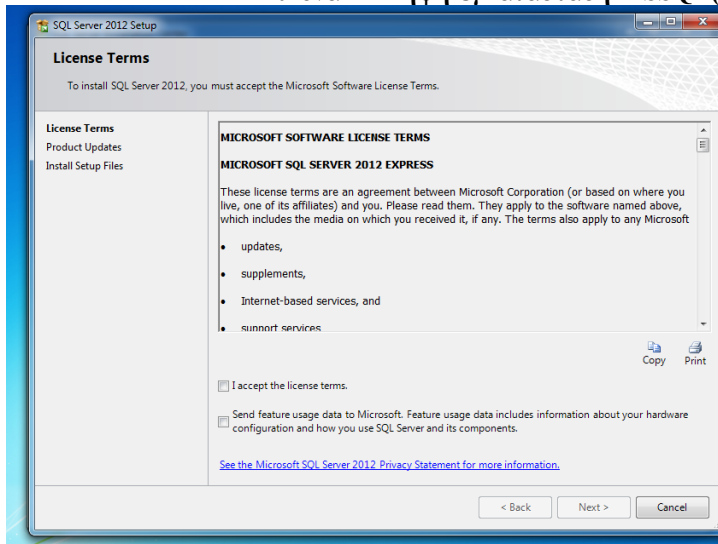 SQL Server 2012 Setup
License Terms
To install SQL Server 2012, you must accept the Microsoft Software License Terms.
License Terms
Product Updates
Install Setup Files
MICROSOFT SOFTWARE LICENSE TERMS
MICROSOFT SQL SERVER 2012 EXPRESS
These license terms are an agreement between Microsoft Corporation (or based on where you
live, one of its affiliates) and you. Please read them. They apply to the software named above,
which includes the media on which you received it, if any. The terms also apply to any Microsoft
• updates,
• supplements,
• Internet-based services, and
• support services
Copy Print
I accept the license terms.
Send feature usage data to Microsoft. Feature usage data includes information about your hardware
configuration and how you use SQL Server and its components.
See the Microsoft SQL Server 2012 Privacy Statement for more information.
< Back Next > Cancel